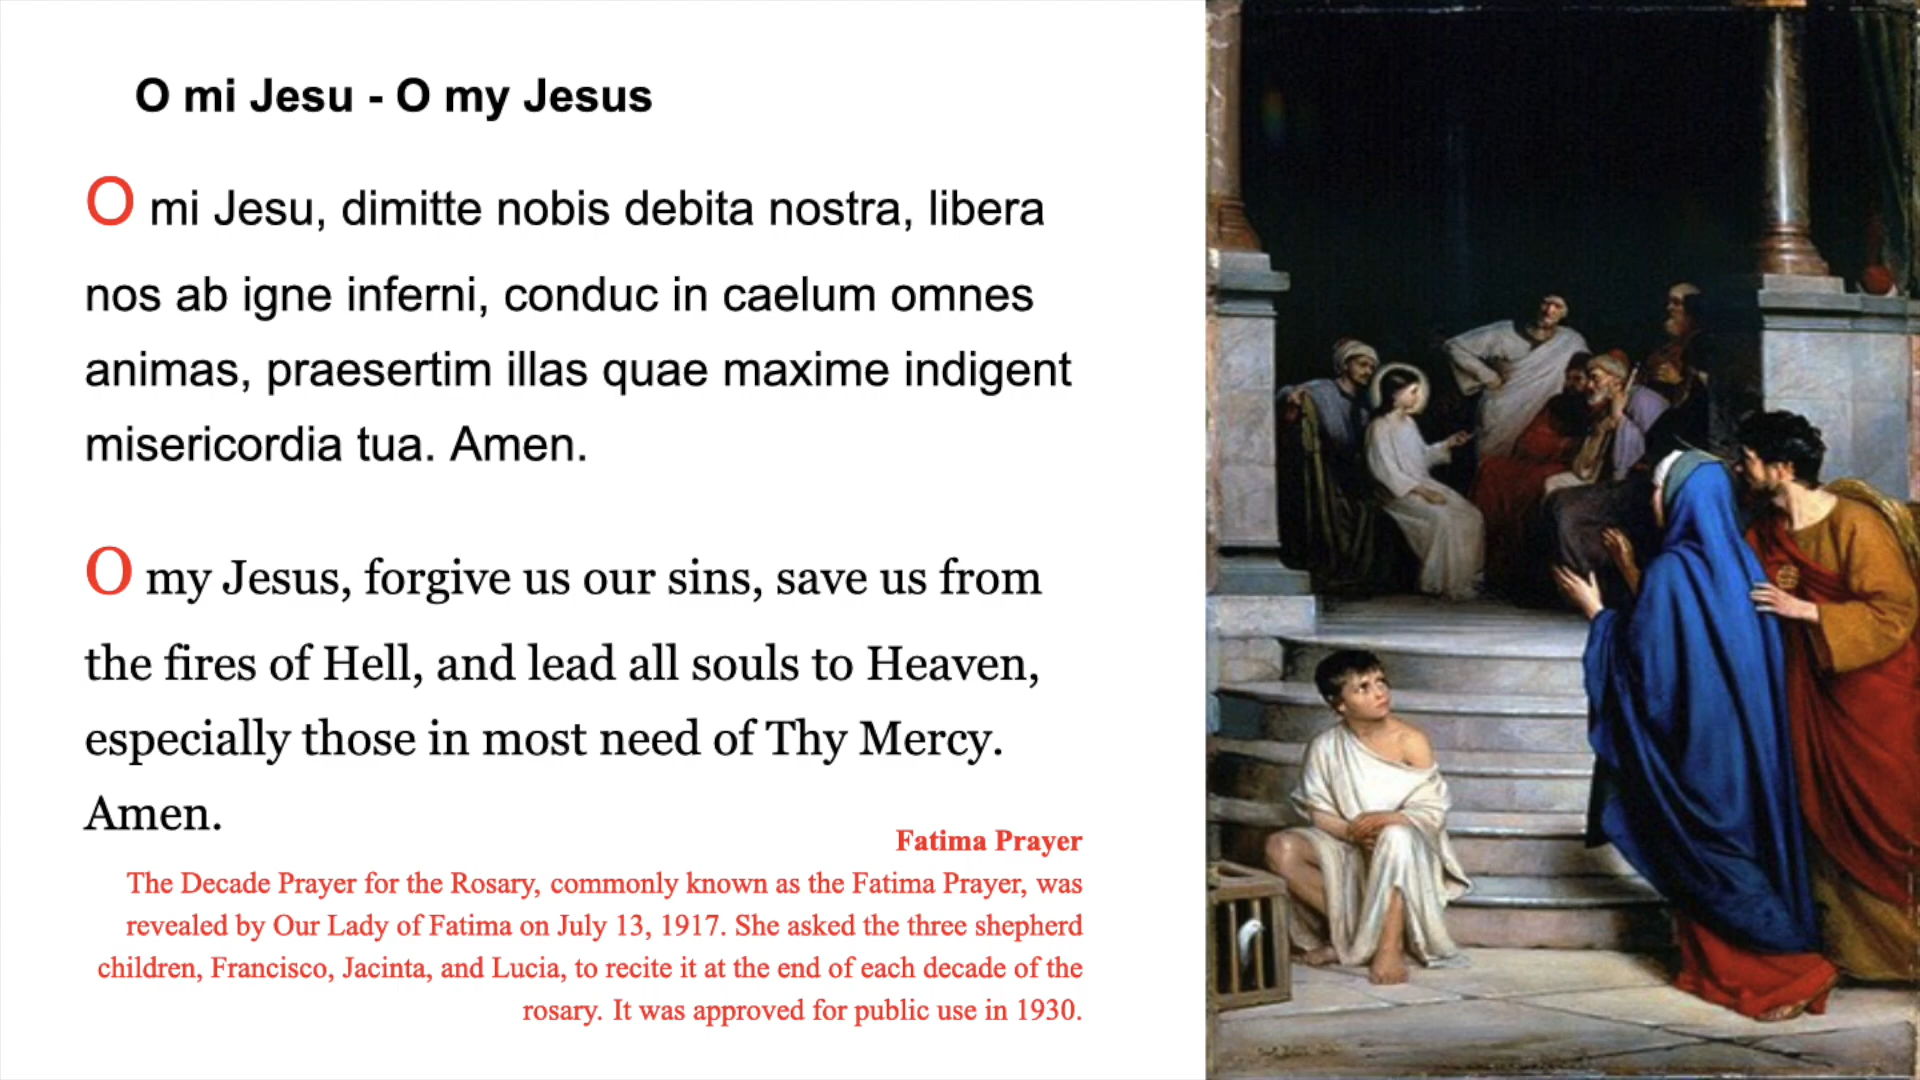 O mi Jesu - O my Jesus
O mi Jesu, dimitte nobis debita nostra, libera
nos ab igne inferni, conduc in caelum omnes
animas, praesertim illas quae maxime indigent
misericordia tua. Amen.
O my Jesus, forgive us our sins, save us from
the fires of Hell, and lead all souls to Heaven,
especially those in most need of Thy Mercy.
Amen.
Fatima Prayer
The Decade Prayer for the Rosary, commonly known as the Fatima Prayer, was
revealed by Our Lady of Fatima on July 13, 1917. She asked the three shepherd
children, Francisco, Jacinta, and Lucia, to recite it at the end of each decade of the
rosary. It was approved for public use in 1930.